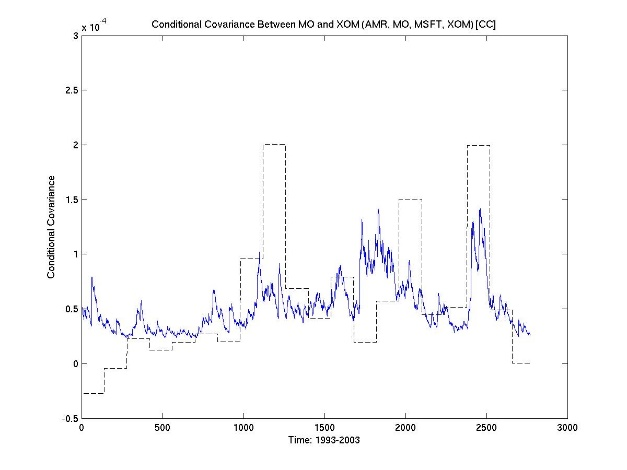 Conditional Covariance Between MO and XOM (AMR, MO, MSFT, XOM) [CC]
x 10^-4
3
2.5
2
1.5
1
0.5
0
-0.5
Conditional Covariance
0 500 1000 1500 2000 2500 3000
Time: 1993-2003